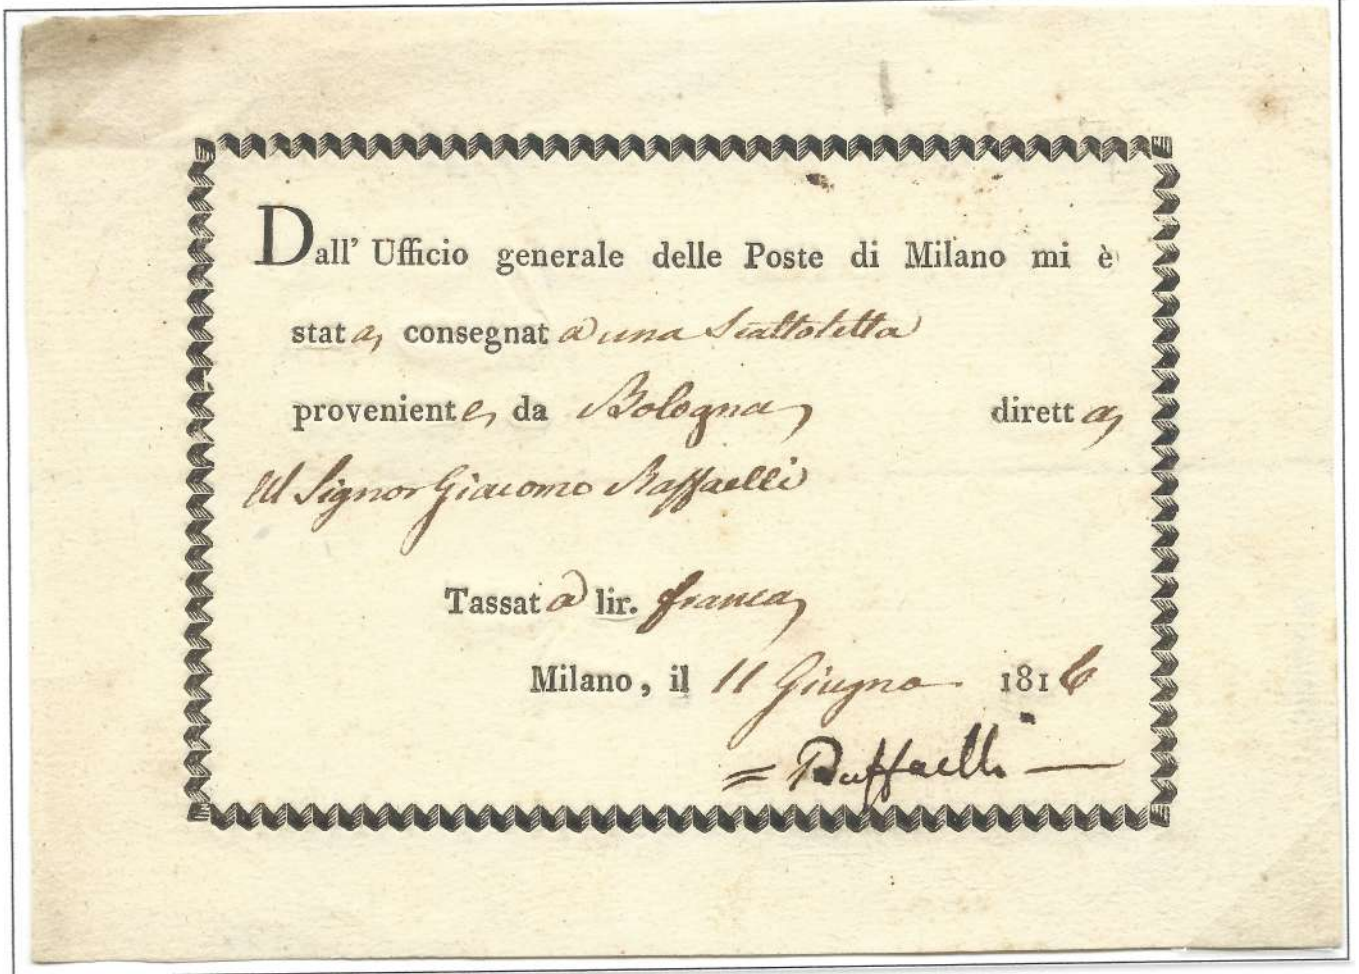 Dall' Ufficio generale delle Poste di Milano mi è
stata consegnata una Scattoletta
proveniente da Bologna diretta
Al Signor Giacomo Raffaelli
Tassata lir. franca
Milano, il 11 Giugno 1816
= Raffaelli —